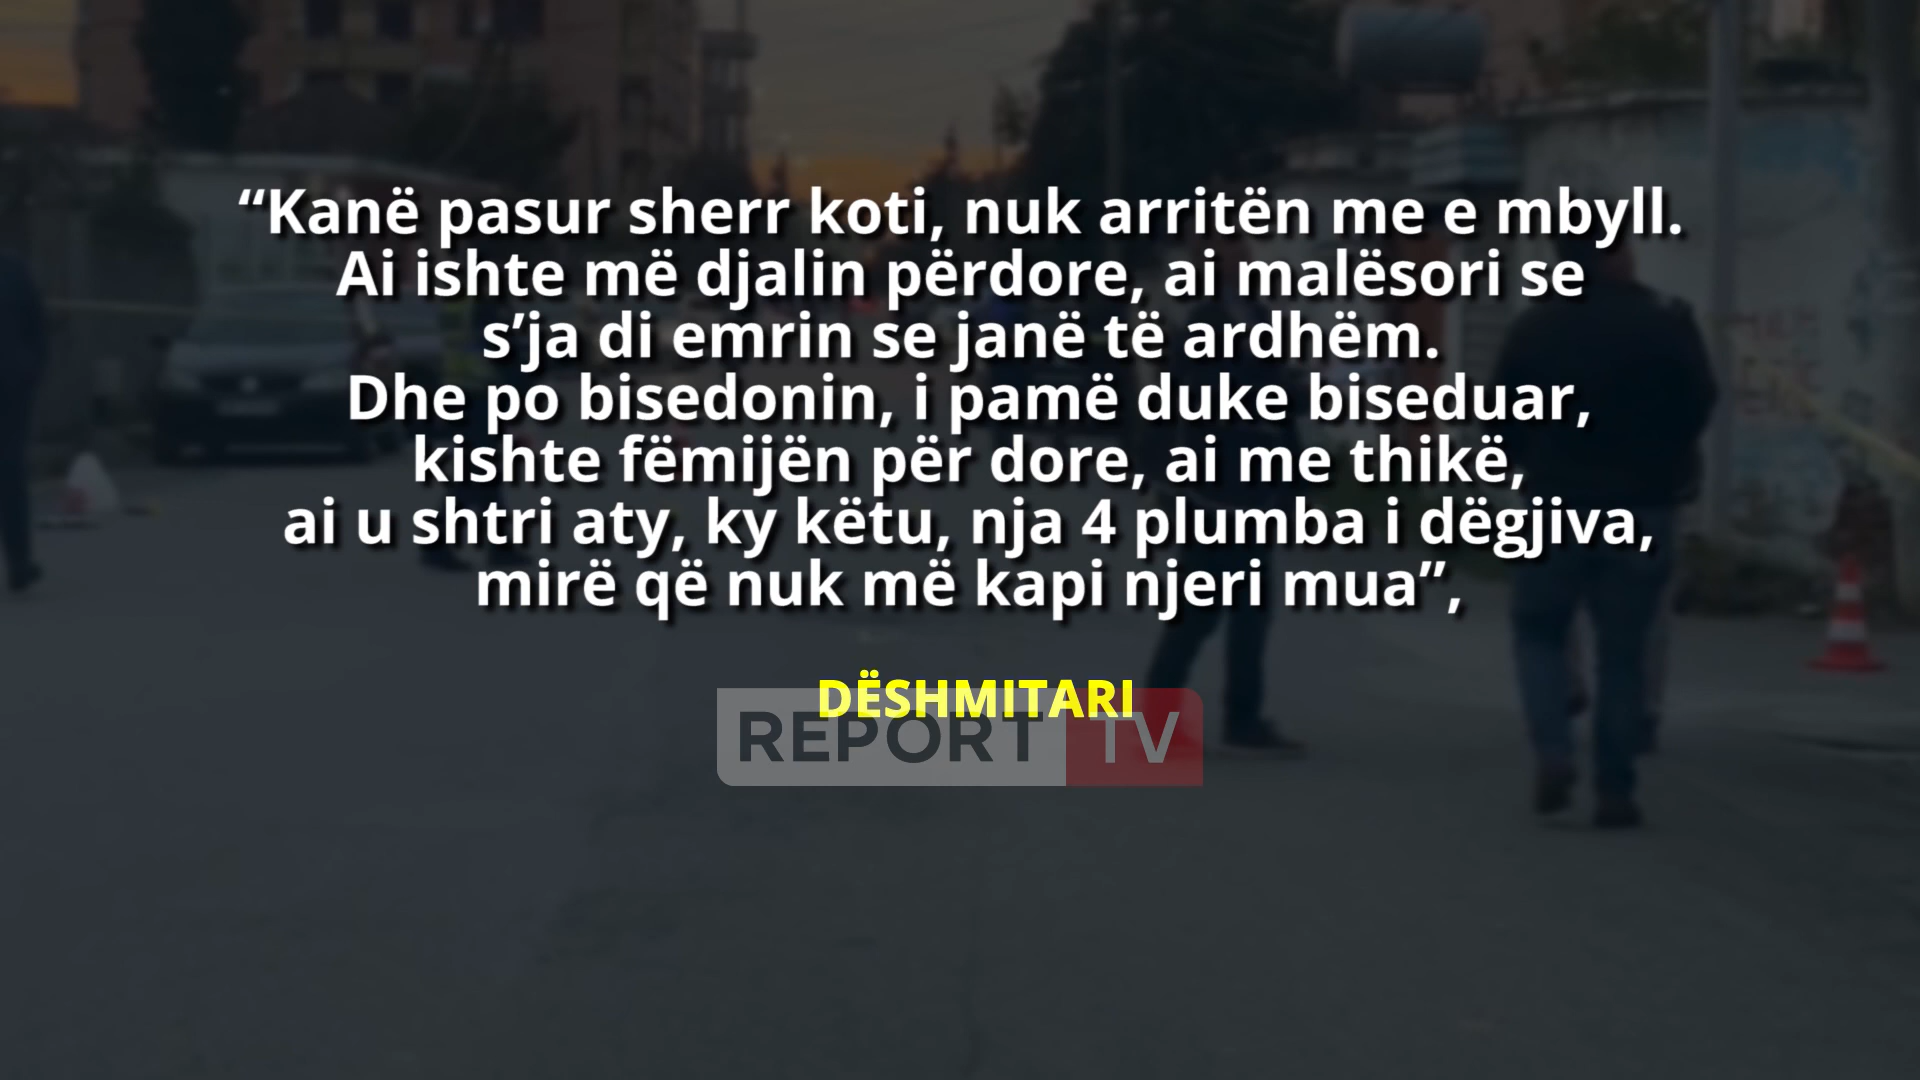 “Kanë pasur sherr koti, nuk arritën me e mbyll.
Ai ishte më djalin përdore, ai malësori se
s’ja di emrin se janë të ardhëm.
Dhe po bisedonin, i pamë duke biseduar,
kishte fëmijën për dore, ai me thikë,
ai u shtri aty, ky këtu, nja 4 plumba i dëgjiva,
mirë që nuk më kapi njeri mua”,
DËSHMITARI
REPORT TV